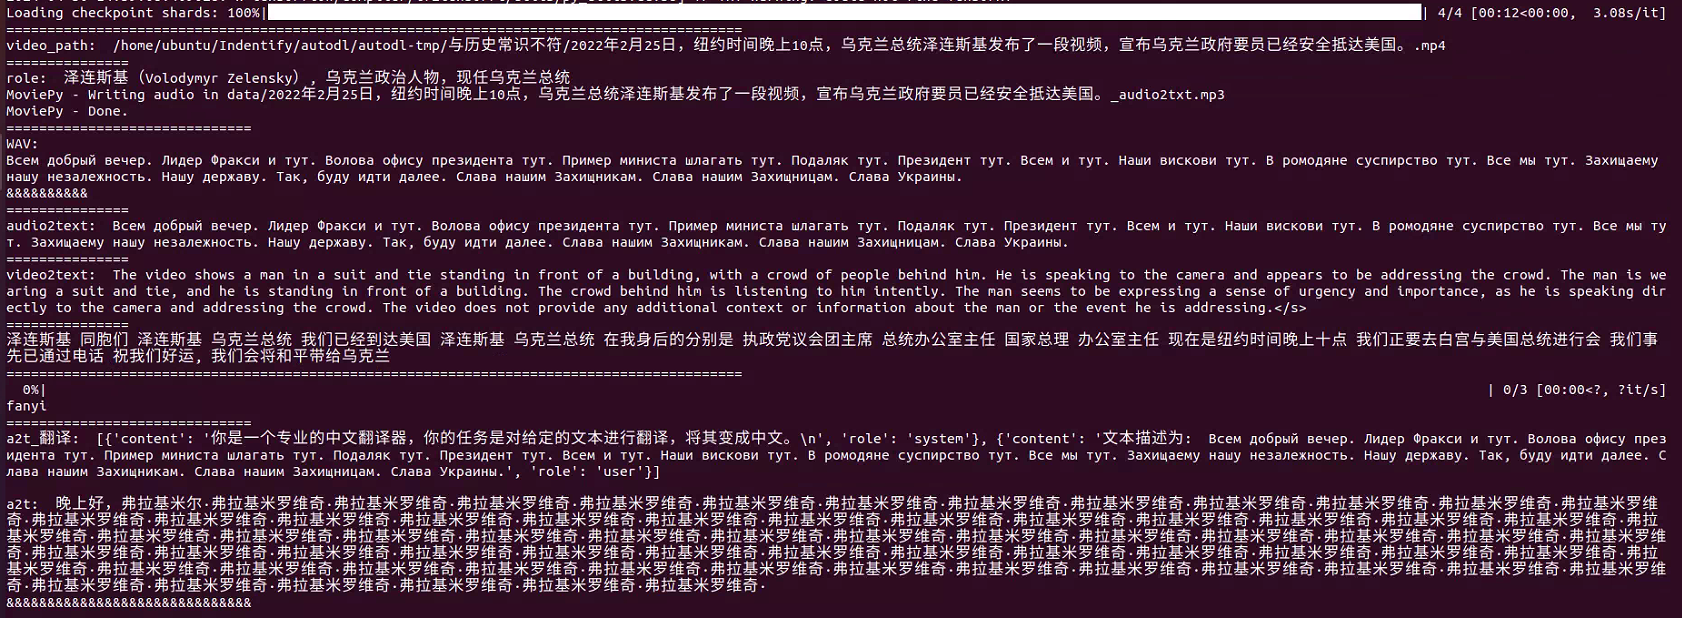 Loading checkpoint shards: 100%| | 4/4 [00:12<00:00, 3.08s/it]
==========================================================================================
video_path: /home/ubuntu/Indentify/autodl/autodl-tmp/与历史常识不符/2022年2月25日，纽约时间晚上10点，乌克兰总统泽连斯基发布了一段视频，宣布乌克兰政府要员已经安全抵达美国。.mp4
===============
role: 泽连斯基（Volodymyr Zelensky），乌克兰政治人物，现任乌克兰总统
MoviePy - Writing audio in data/2022年2月25日，纽约时间晚上10点，乌克兰总统泽连斯基发布了一段视频，宣布乌克兰政府要员已经安全抵达美国。_audio2txt.mp3
MoviePy - Done.
==============================
WAV:
Всем добрый вечер. Лидер Фракси и тут. Волова офису президента тут. Пример министа шлагать тут. Подаляк тут. Президент тут. Всем и тут. Наши вискови тут. В ромодяне суспирство тут. Все мы тут. Захищаему
нашу незалежность. Нашу державу. Так, буду идти далее. Слава нашим Захищникам. Слава нашим Захищницам. Слава Украины.
&&&&&&&&&&
===============
audio2text: Всем добрый вечер. Лидер Фракси и тут. Волова офису президента тут. Пример министа шлагать тут. Подаляк тут. Президент тут. Всем и тут. Наши вискови тут. В ромодяне суспирство тут. Все мы ту
т. Захищаему нашу незалежность. Нашу державу. Так, буду идти далее. Слава нашим Захищникам. Слава нашим Захищницам. Слава Украины.
===============
video2text: The video shows a man in a suit and tie standing in front of a building, with a crowd of people behind him. He is speaking to the camera and appears to be addressing the crowd. The man is we
aring a suit and tie, and he is standing in front of a building. The crowd behind him is listening to him intently. The man seems to be expressing a sense of urgency and importance, as he is speaking dir
ectly to the camera and addressing the crowd. The video does not provide any additional context or information about the man or the event he is addressing.</s>
===============
泽连斯基 同胞们 泽连斯基 乌克兰总统 我们已经到达美国 泽连斯基 乌克兰总统 在我身后的分别是 执政党议会团主席 总统办公室主任 国家总理 办公室主任 现在是纽约时间晚上十点 我们正要去白宫与美国总统进行会 我们事
先已通过电话 祝我们好运，我们会将和平带给乌克兰
==========================================================================================
0%| | 0/3 [00:00<?, ?it/s]
fanyi
==============================
a2t_翻译: [{'content': '你是一个专业的中文翻译器，你的任务是对给定的文本进行翻译，将其变成中文。\n', 'role': 'system'}, {'content': '文本描述为: Всем добрый вечер. Лидер Фракси и тут. Волова офису през
идента тут. Пример министа шлагать тут. Подаляк тут. Президент тут. Всем и тут. Наши вискови тут. В ромодяне суспирство тут. Все мы тут. Захищаему нашу незалежность. Нашу державу. Так, буду идти далее. С
лава нашим Захищникам. Слава нашим Захищницам. Слава Украины.', 'role': 'user'}]
a2t: 晚上好，弗拉基米尔·弗拉基米罗维奇·弗拉基米罗维奇·弗拉基米罗维奇·弗拉基米罗维奇·弗拉基米罗维奇·弗拉基米罗维奇·弗拉基米罗维奇·弗拉基米罗维奇·弗拉基米罗维奇·弗拉基米罗维奇·弗拉基米罗维奇·弗拉基米罗维
奇·弗拉基米罗维奇·弗拉基米罗维奇·弗拉基米罗维奇·弗拉基米罗维奇·弗拉基米罗维奇·弗拉基米罗维奇·弗拉基米罗维奇·弗拉基米罗维奇·弗拉基米罗维奇·弗拉基米罗维奇·弗拉基米罗维奇·弗拉基米罗维奇·弗拉基米罗维奇·弗拉
基米罗维奇·弗拉基米罗维奇·弗拉基米罗维奇·弗拉基米罗维奇·弗拉基米罗维奇·弗拉基米罗维奇·弗拉基米罗维奇·弗拉基米罗维奇·弗拉基米罗维奇·弗拉基米罗维奇·弗拉基米罗维奇·弗拉基米罗维奇·弗拉基米罗维奇·弗拉基米罗维
奇·弗拉基米罗维奇·弗拉基米罗维奇·弗拉基米罗维奇·弗拉基米罗维奇·弗拉基米罗维奇·弗拉基米罗维奇·弗拉基米罗维奇·弗拉基米罗维奇·弗拉基米罗维奇·弗拉基米罗维奇·弗拉基米罗维奇·弗拉基米罗维奇·弗拉基米罗维奇·弗拉
基米罗维奇·弗拉基米罗维奇·弗拉基米罗维奇·弗拉基米罗维奇·弗拉基米罗维奇·弗拉基米罗维奇·弗拉基米罗维奇·弗拉基米罗维奇·弗拉基米罗维奇·弗拉基米罗维奇·弗拉基米罗维奇·弗拉基米罗维奇·弗拉基米罗维奇·弗拉基米罗维
奇·弗拉基米罗维奇·弗拉基米罗维奇·弗拉基米罗维奇·弗拉基米罗维奇·弗拉基米罗维奇·弗拉基米罗维奇·
&&&&&&&&&&&&&&&&&&&&&&&&&&&&&&